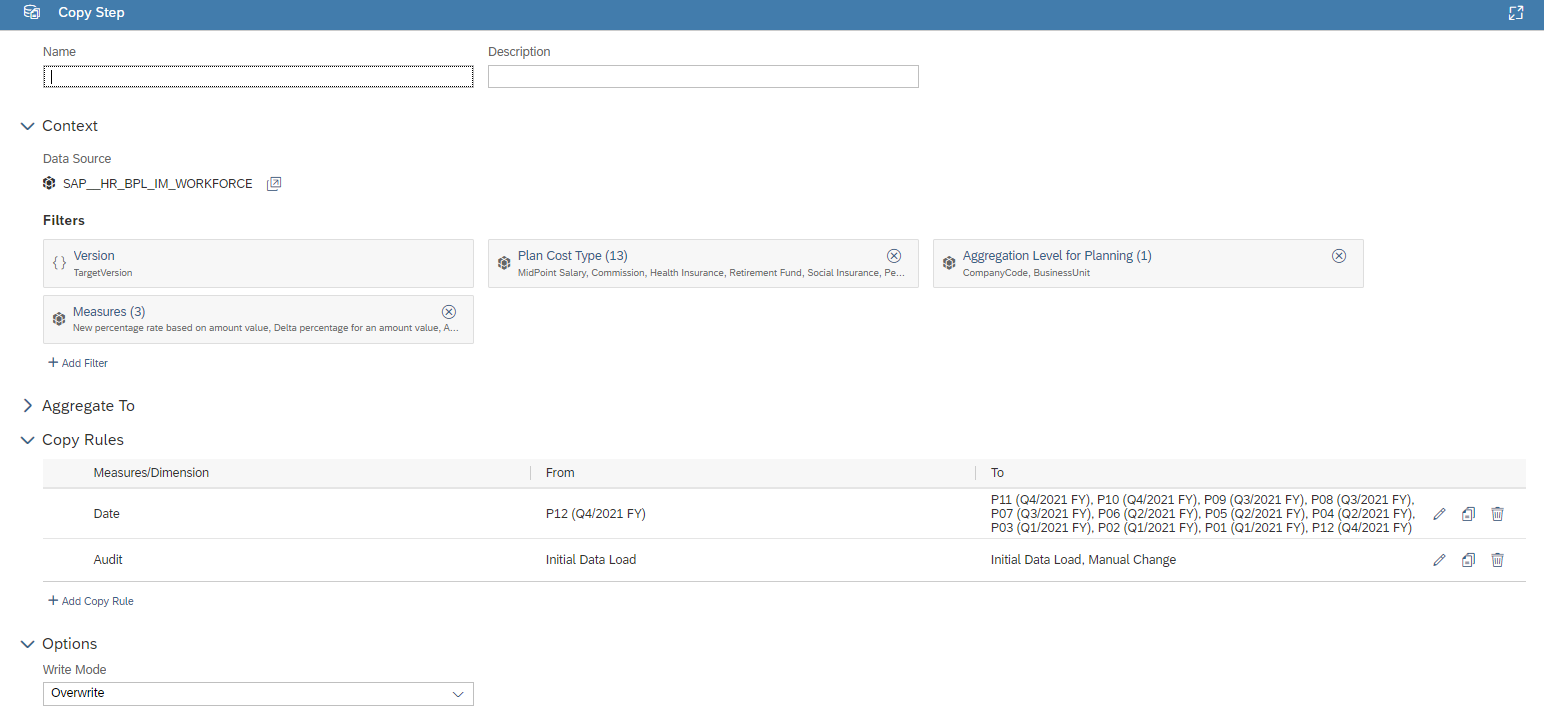 Copy Step
Name
Description
Context
Data Source
SAP__HR_BPL_IM_WORKFORCE
Filters
Version
TargetVersion
Plan Cost Type (13)
MidPoint Salary, Commission, Health Insurance, Retirement Fund, Social Insurance, Pe...
Aggregation Level for Planning (1)
CompanyCode, BusinessUnit
Measures (3)
New percentage rate based on amount value, Delta percentage for an amount value, A...
+ Add Filter
Aggregate To
Copy Rules
Measures/Dimension
From
To
Date
P12 (Q4/2021 FY)
P11 (Q4/2021 FY), P10 (Q4/2021 FY), P09 (Q3/2021 FY), P08 (Q3/2021 FY),
P07 (Q3/2021 FY), P06 (Q2/2021 FY), P05 (Q2/2021 FY), P04 (Q2/2021 FY),
P03 (Q1/2021 FY), P02 (Q1/2021 FY), P01 (Q1/2021 FY), P12 (Q4/2021 FY)
Audit
Initial Data Load
Initial Data Load, Manual Change
+ Add Copy Rule
Options
Write Mode
Overwrite